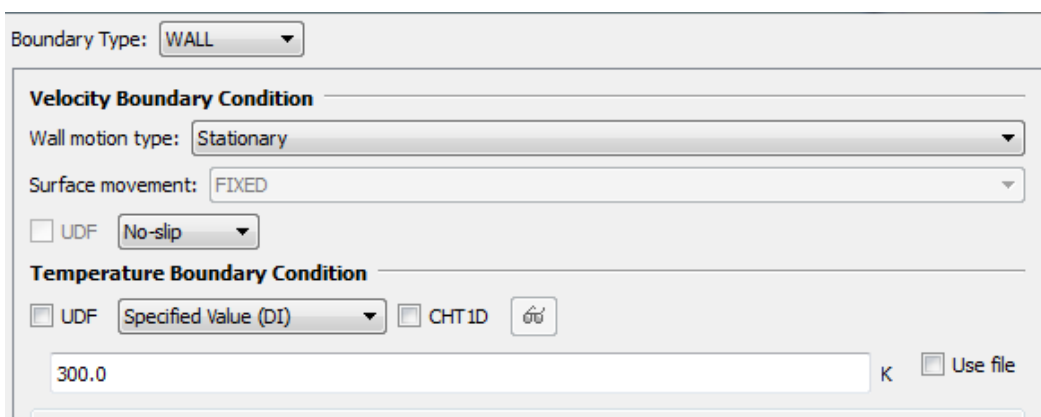 Boundary Type: WALL
Velocity Boundary Condition
Wall motion type: Stationary
Surface movement: FIXED
UDF No-slip
Temperature Boundary Condition
UDF Specified Value (DI) CHT1D
300.0 K Use file